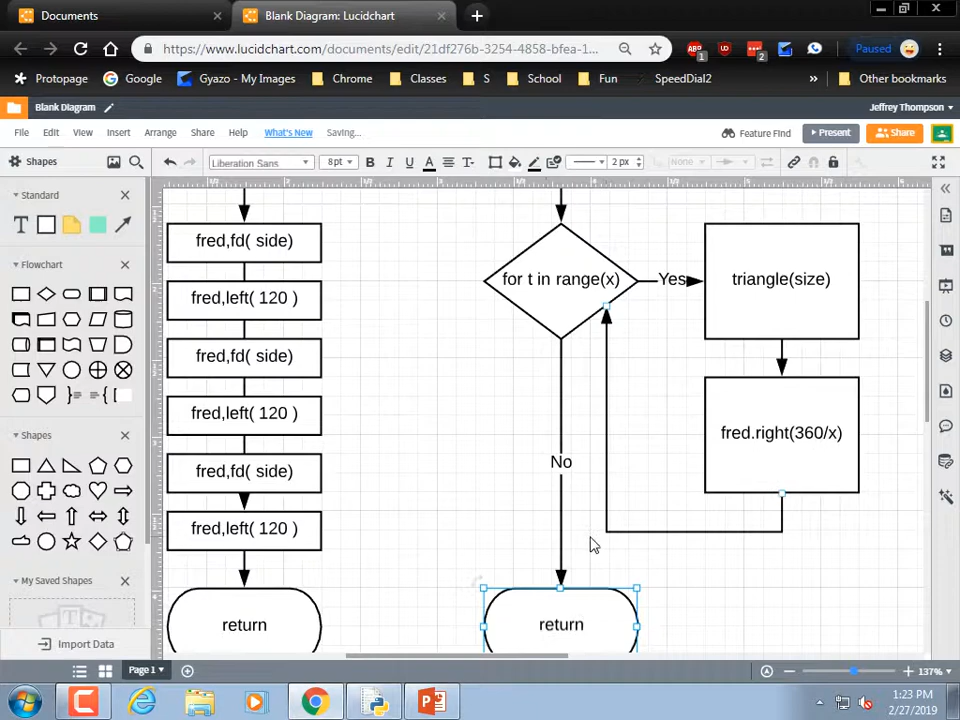 Documents
Blank Diagram: Lucidchart
https://www.lucidchart.com/documents/edit/21df276b-3254-4858-bfea-1...
ABP
1
2
Paused
Protopage
Google
Gyazo - My Images
Chrome
Classes
S
School
Fun
SpeedDial2
»
Other bookmarks
Blank Diagram
Jeffrey Thompson
File Edit View Insert Arrange Share Help What's New Saving...
Feature Find
Present
Share
Shapes
Liberation Sans
8pt
B I U A T
2 px
None
Standard
T
Flowchart
Shapes
My Saved Shapes
Import Data
fred,fd( side)
fred,left( 120 )
fred,fd( side)
fred,left( 120 )
fred,fd( side)
fred,left( 120 )
return
for t in range(x)
Yes
triangle(size)
fred.right(360/x)
No
return
Page 1
137%
1:23 PM
2/27/2019